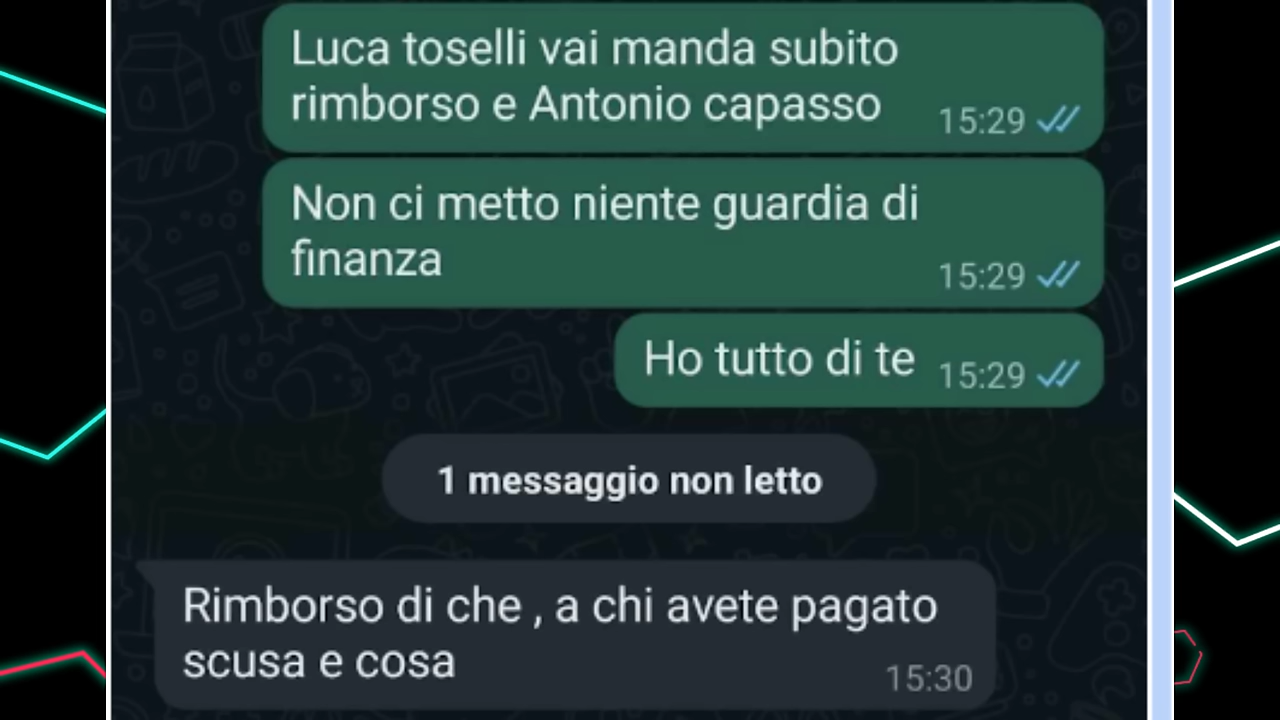 Luca toselli vai manda subito
rimborso e Antonio capasso
15:29
Non ci metto niente guardia di
finanza
15:29
Ho tutto di te 15:29
1 messaggio non letto
Rimborso di che , a chi avete pagato
scusa e cosa
15:30